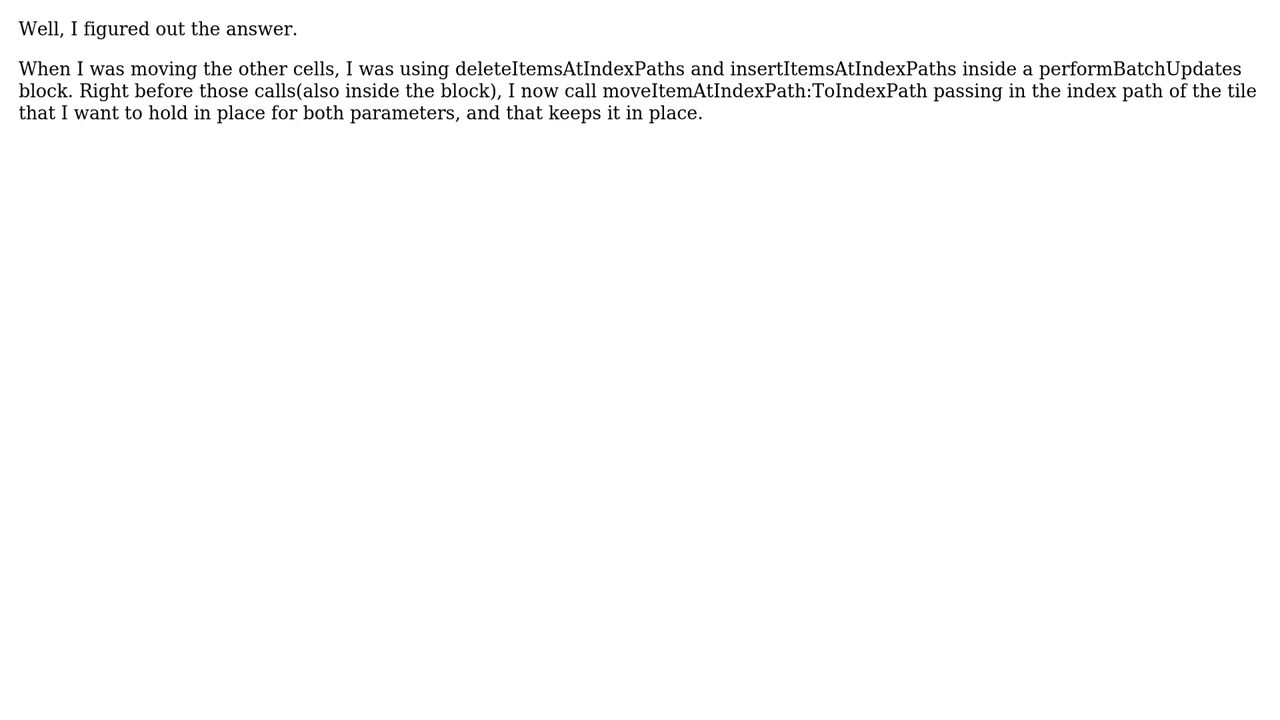 Well, I figured out the answer.
When I was moving the other cells, I was using deleteItemsAtIndexPaths and insertItemsAtIndexPaths inside a performBatchUpdates
block. Right before those calls(also inside the block), I now call moveItemAtIndexPath:ToIndexPath passing in the index path of the tile
that I want to hold in place for both parameters, and that keeps it in place.